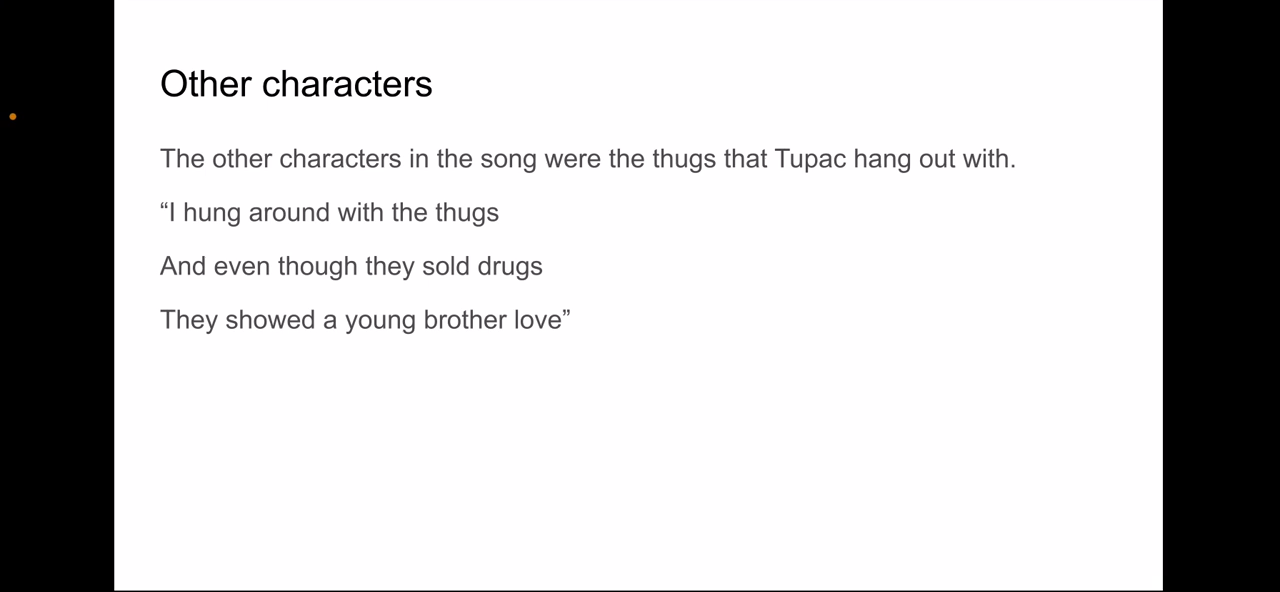 Other characters
The other characters in the song were the thugs that Tupac hang out with.
“I hung around with the thugs
And even though they sold drugs
They showed a young brother love”